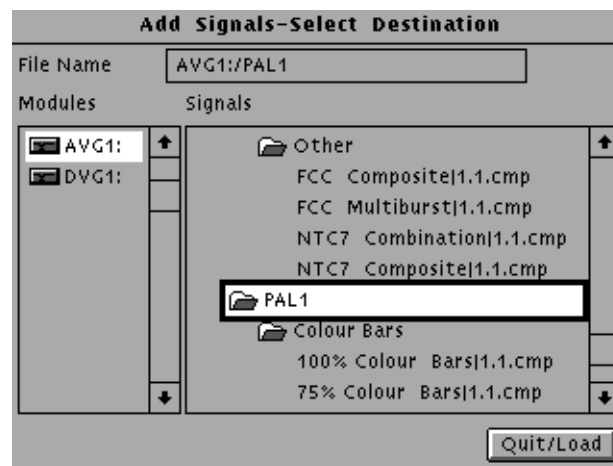 Add Signals-Select Destination
File Name AVG1:/PAL1
Modules Signals
AVG1:
DVG1:
Other
FCC Composite|1.1.cmp
FCC Multiburst|1.1.cmp
NTC7 Combination|1.1.cmp
NTC7 Composite|1.1.cmp
PAL1
Colour Bars
100% Colour Bars|1.1.cmp
75% Colour Bars|1.1.cmp
Quit/Load